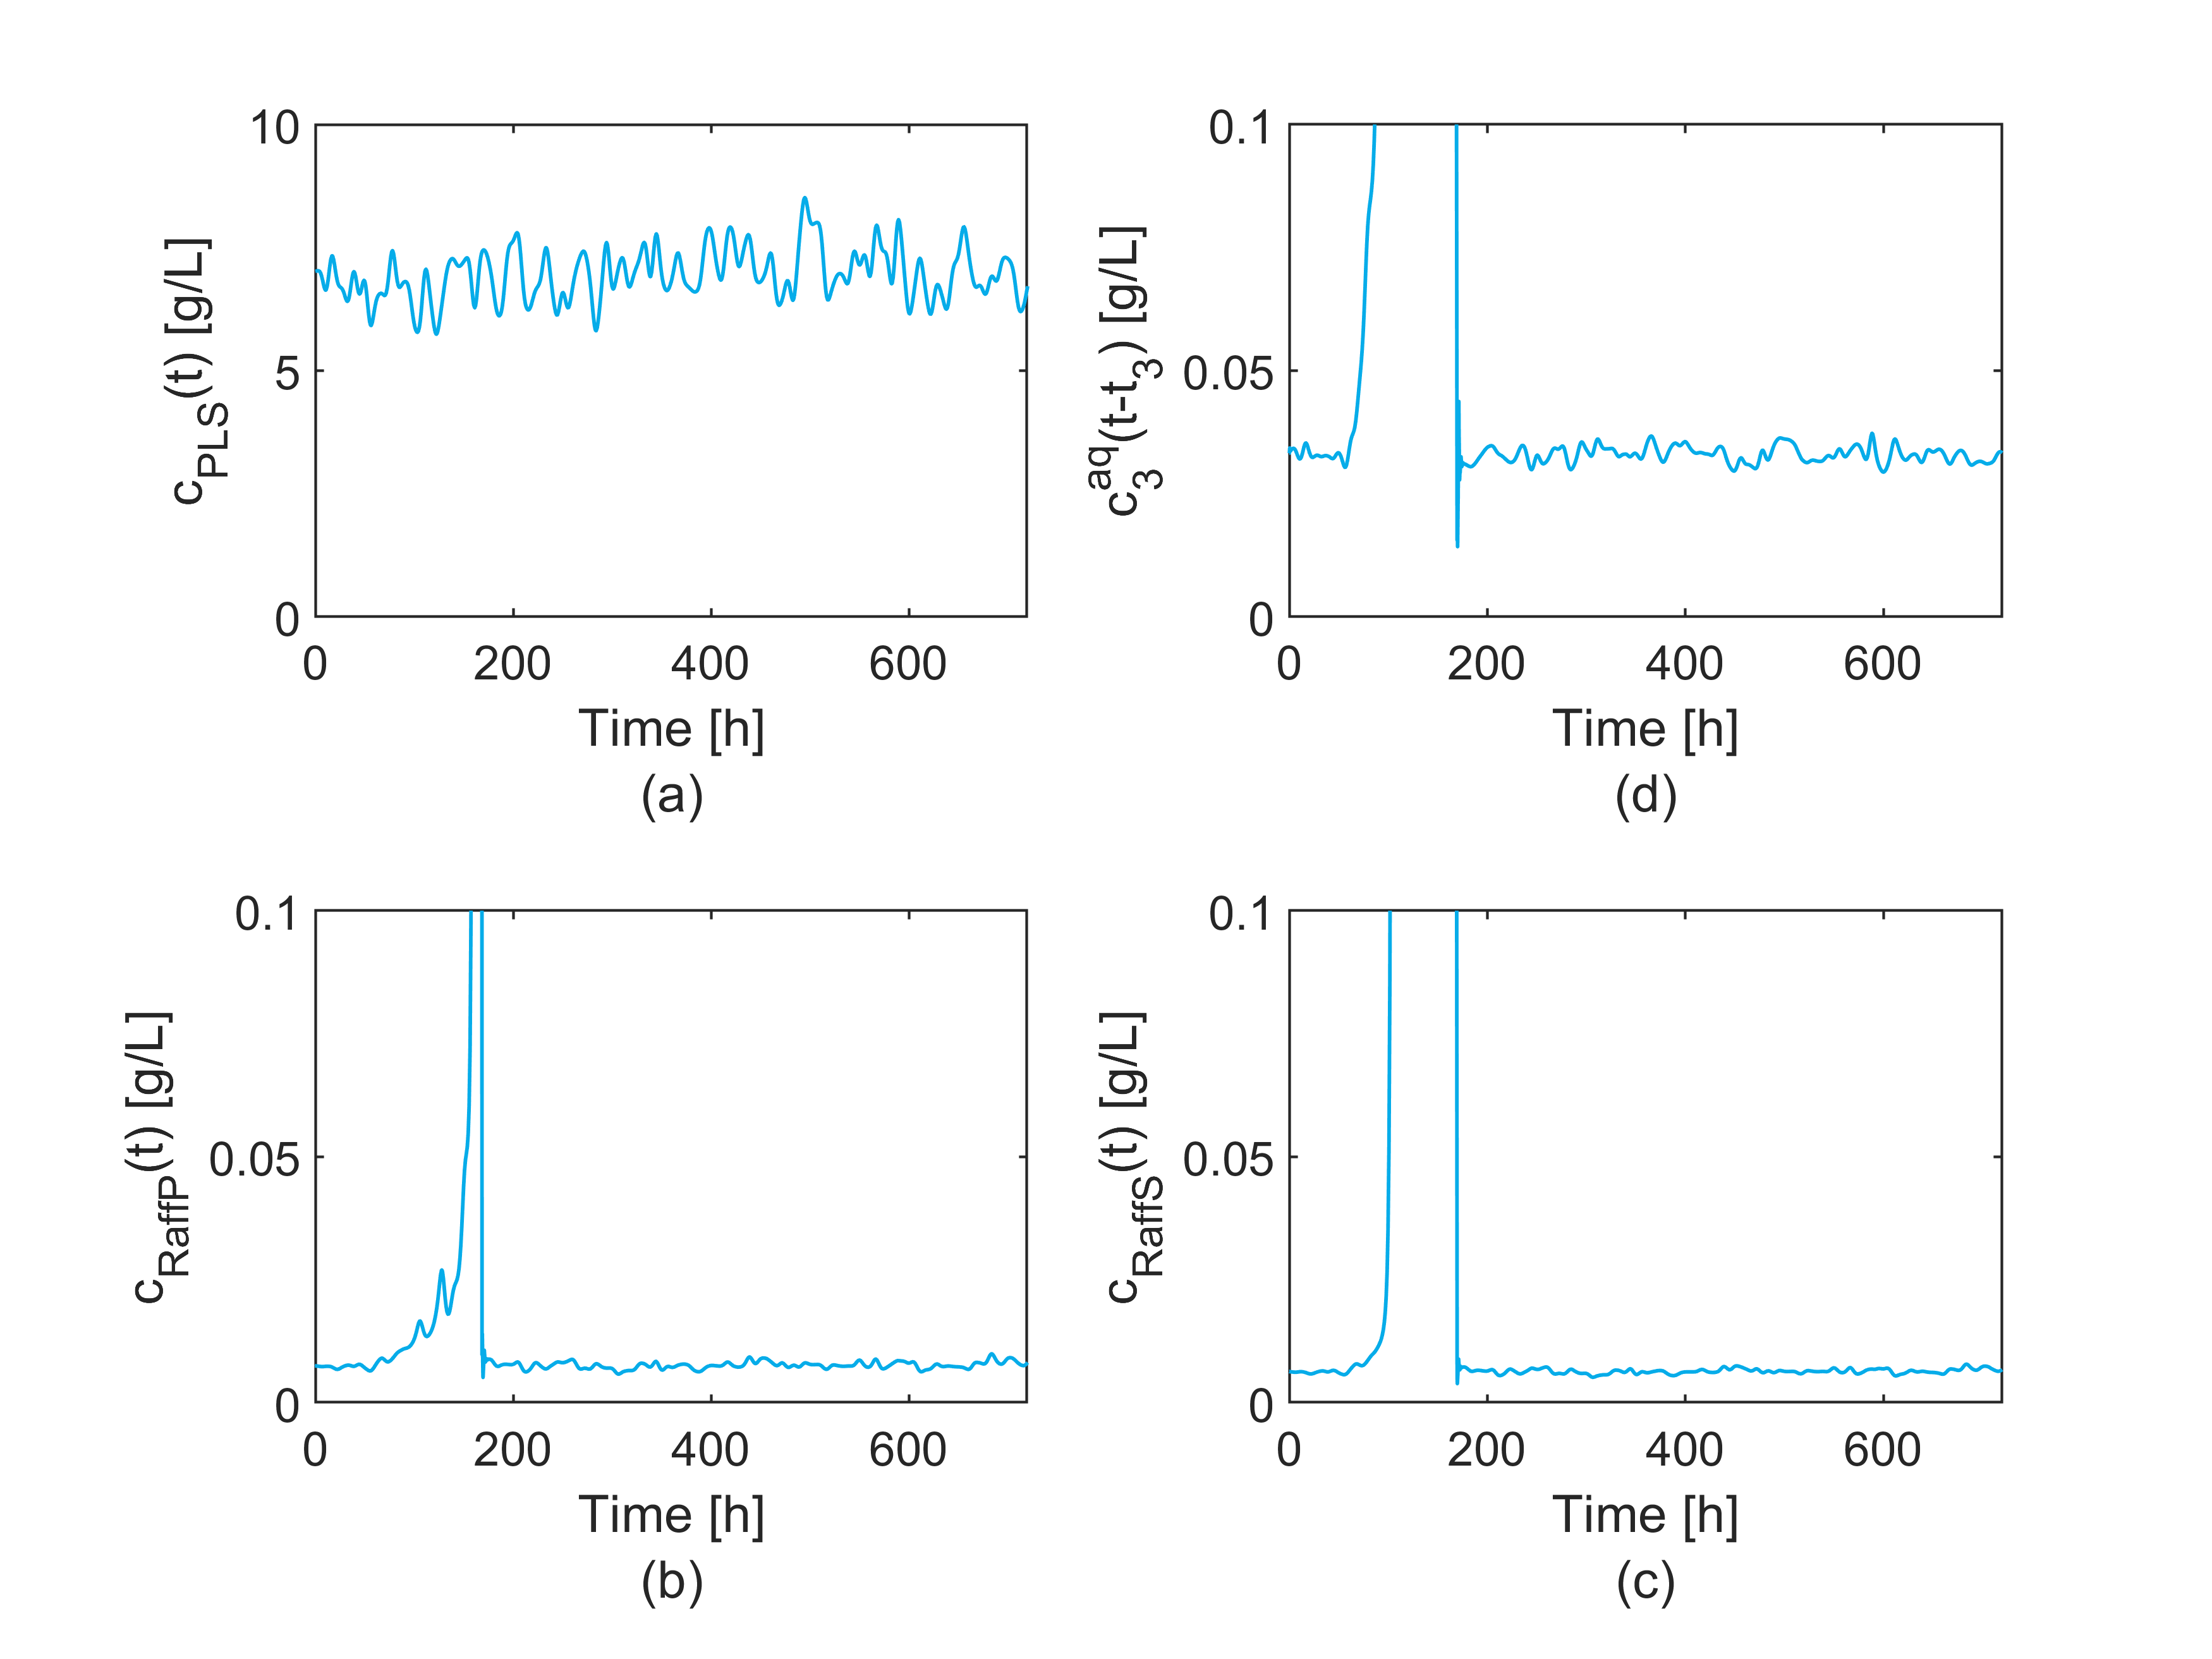 10
5
0
0 200 400 600
Time [h]
(a)
c_PLS(t) [g/L]
0.1
0.05
0
0 200 400 600
Time [h]
(d)
c_3^aq(t-t_3) [g/L]
0.1
0.05
0
0 200 400 600
Time [h]
(b)
c_RaffP(t) [g/L]
0.1
0.05
0
0 200 400 600
Time [h]
(c)
c_RaffS(t) [g/L]